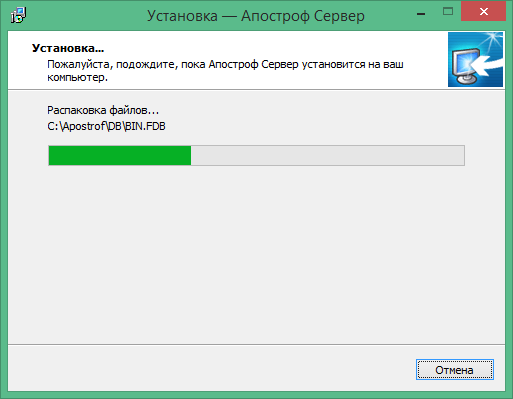 Установка — Апостроф Сервер
Установка...
Пожалуйста, подождите, пока Апостроф Сервер установится на ваш
компьютер.
Распаковка файлов...
C:\Apostrof\DB\BIN.FDB
Отмена